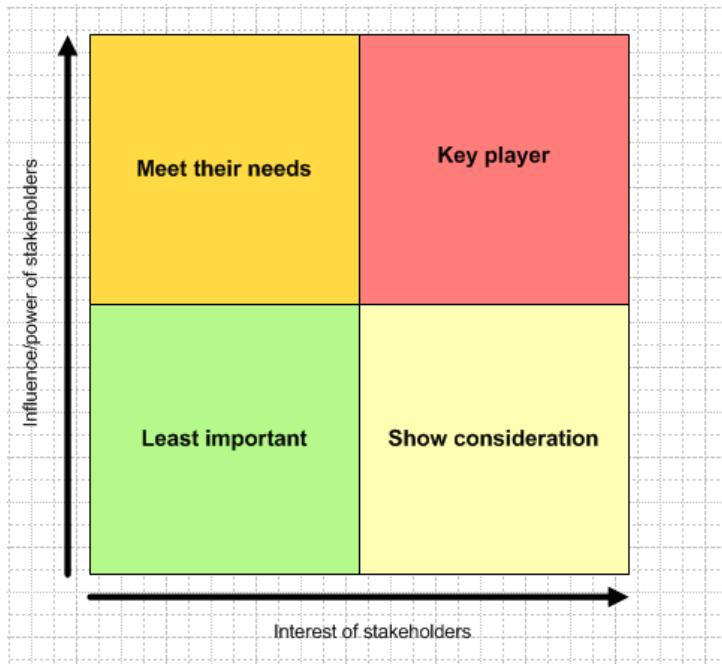 Influence/power of stakeholders
Meet their needs
Key player
Least important
Show consideration
Interest of stakeholders